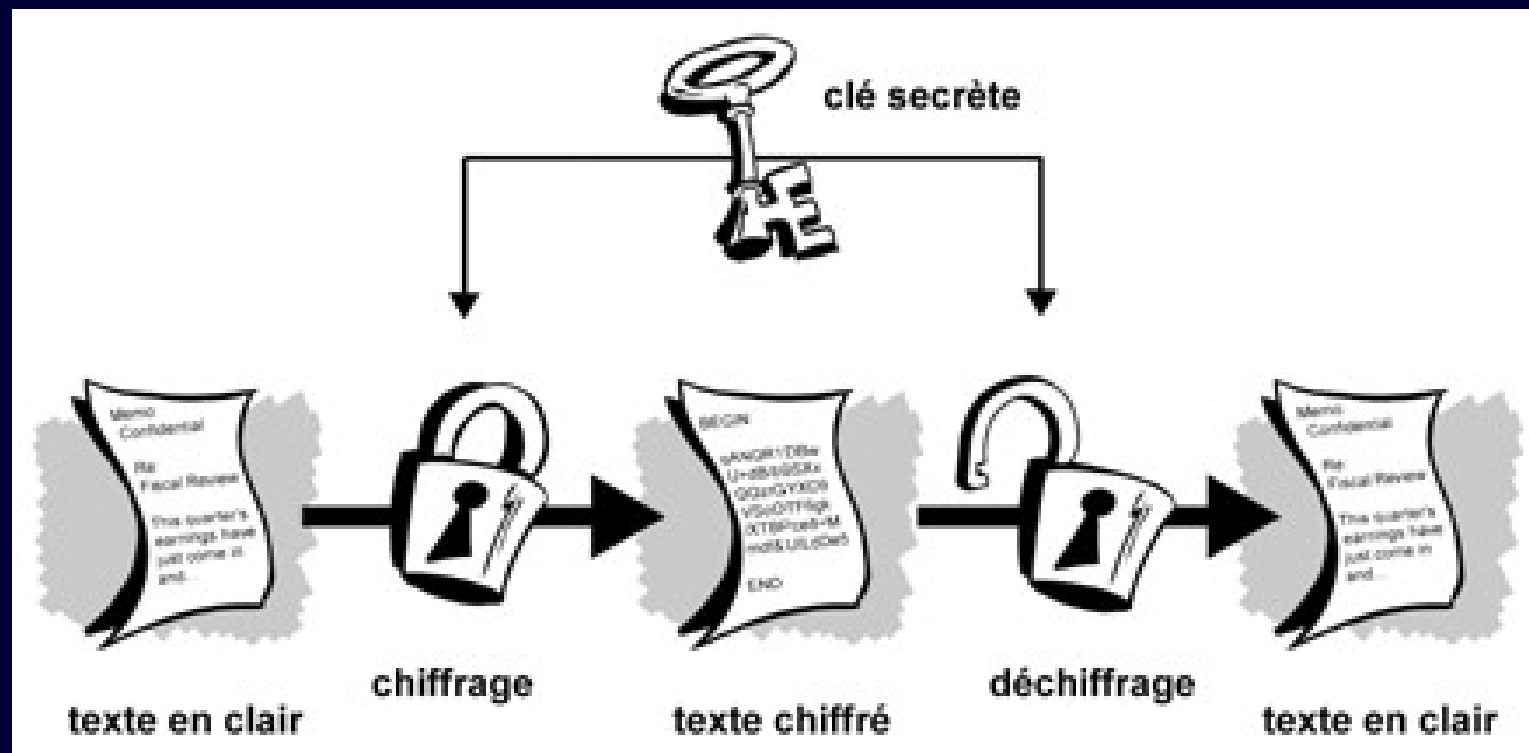 clé secrète
Memo
Confidential
Re:
Fiscal Review
This quarter's
earnings have
just come in
and...
chiffrage
texte en clair
BEGIN
END
texte chiffré
déchiffrage
Memo
Confidential
Re:
Fiscal Review
This quarter's
earnings have
just come in
and...
texte en clair